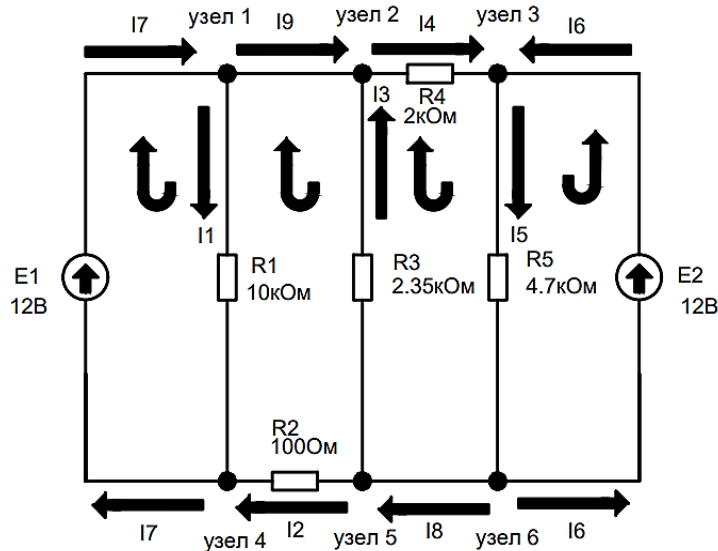 узел 1
узел 2
узел 3
I7
I9
I4
I6
I3
R4
2кОм
I1
I5
E1
12В
R1
10кОм
R3
2.35кОм
R5
4.7кОм
E2
12В
R2
100Ом
I7
узел 4
I2
узел 5
I8
узел 6
I6